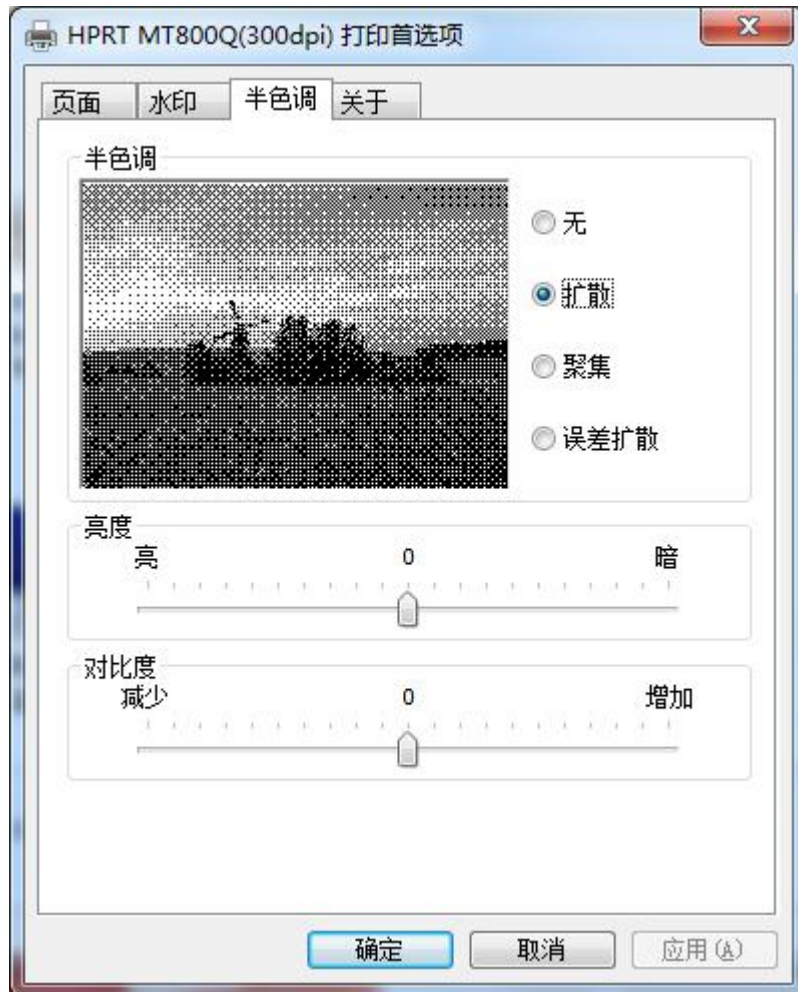 HPRT MT800Q(300dpi) 打印首选项
页面 水印 半色调 关于
半色调
无
扩散
聚集
误差扩散
亮度
亮 0 暗
对比度
减少 0 增加
确定 取消 应用(A)